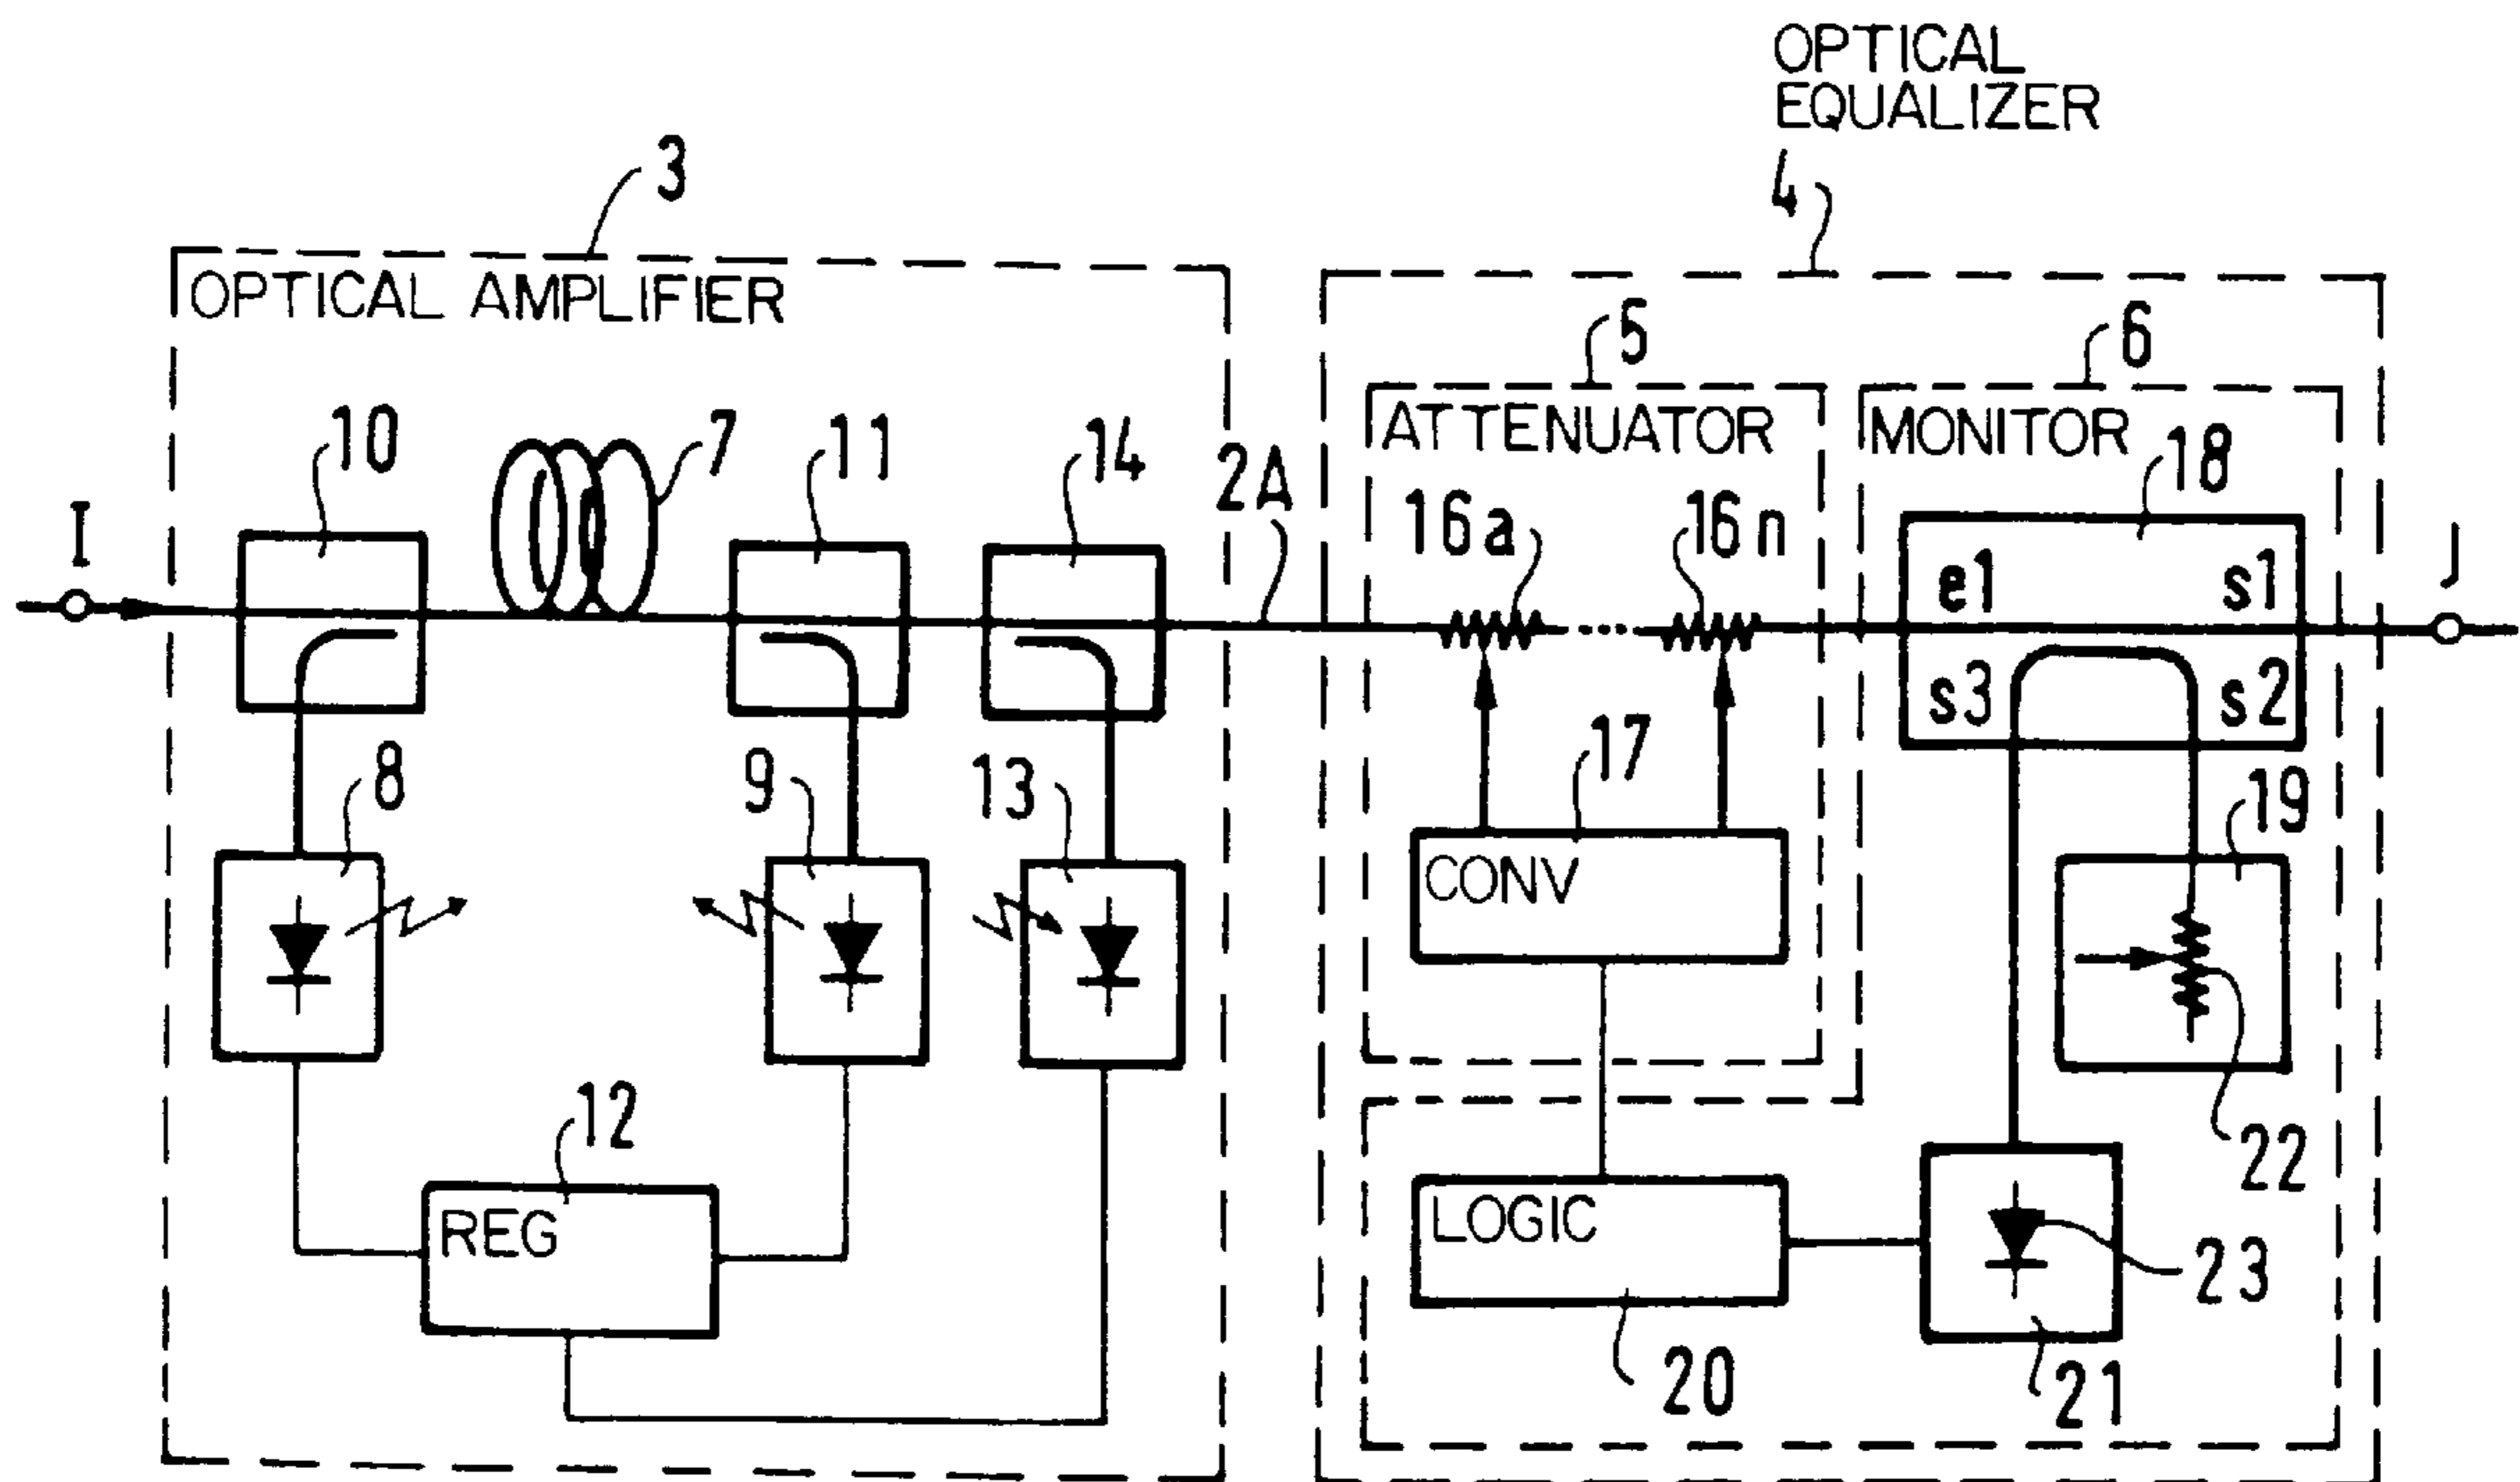 OPTICAL
EQUALIZER
4
3
OPTICAL AMPLIFIER
5
6
ATTENUATOR
MONITOR
10
7
11
14
2A
18
16a
16n
I
J
e1
s1
s3
s2
8
9
13
17
19
CONV
12
22
REG
LOGIC
23
20
21